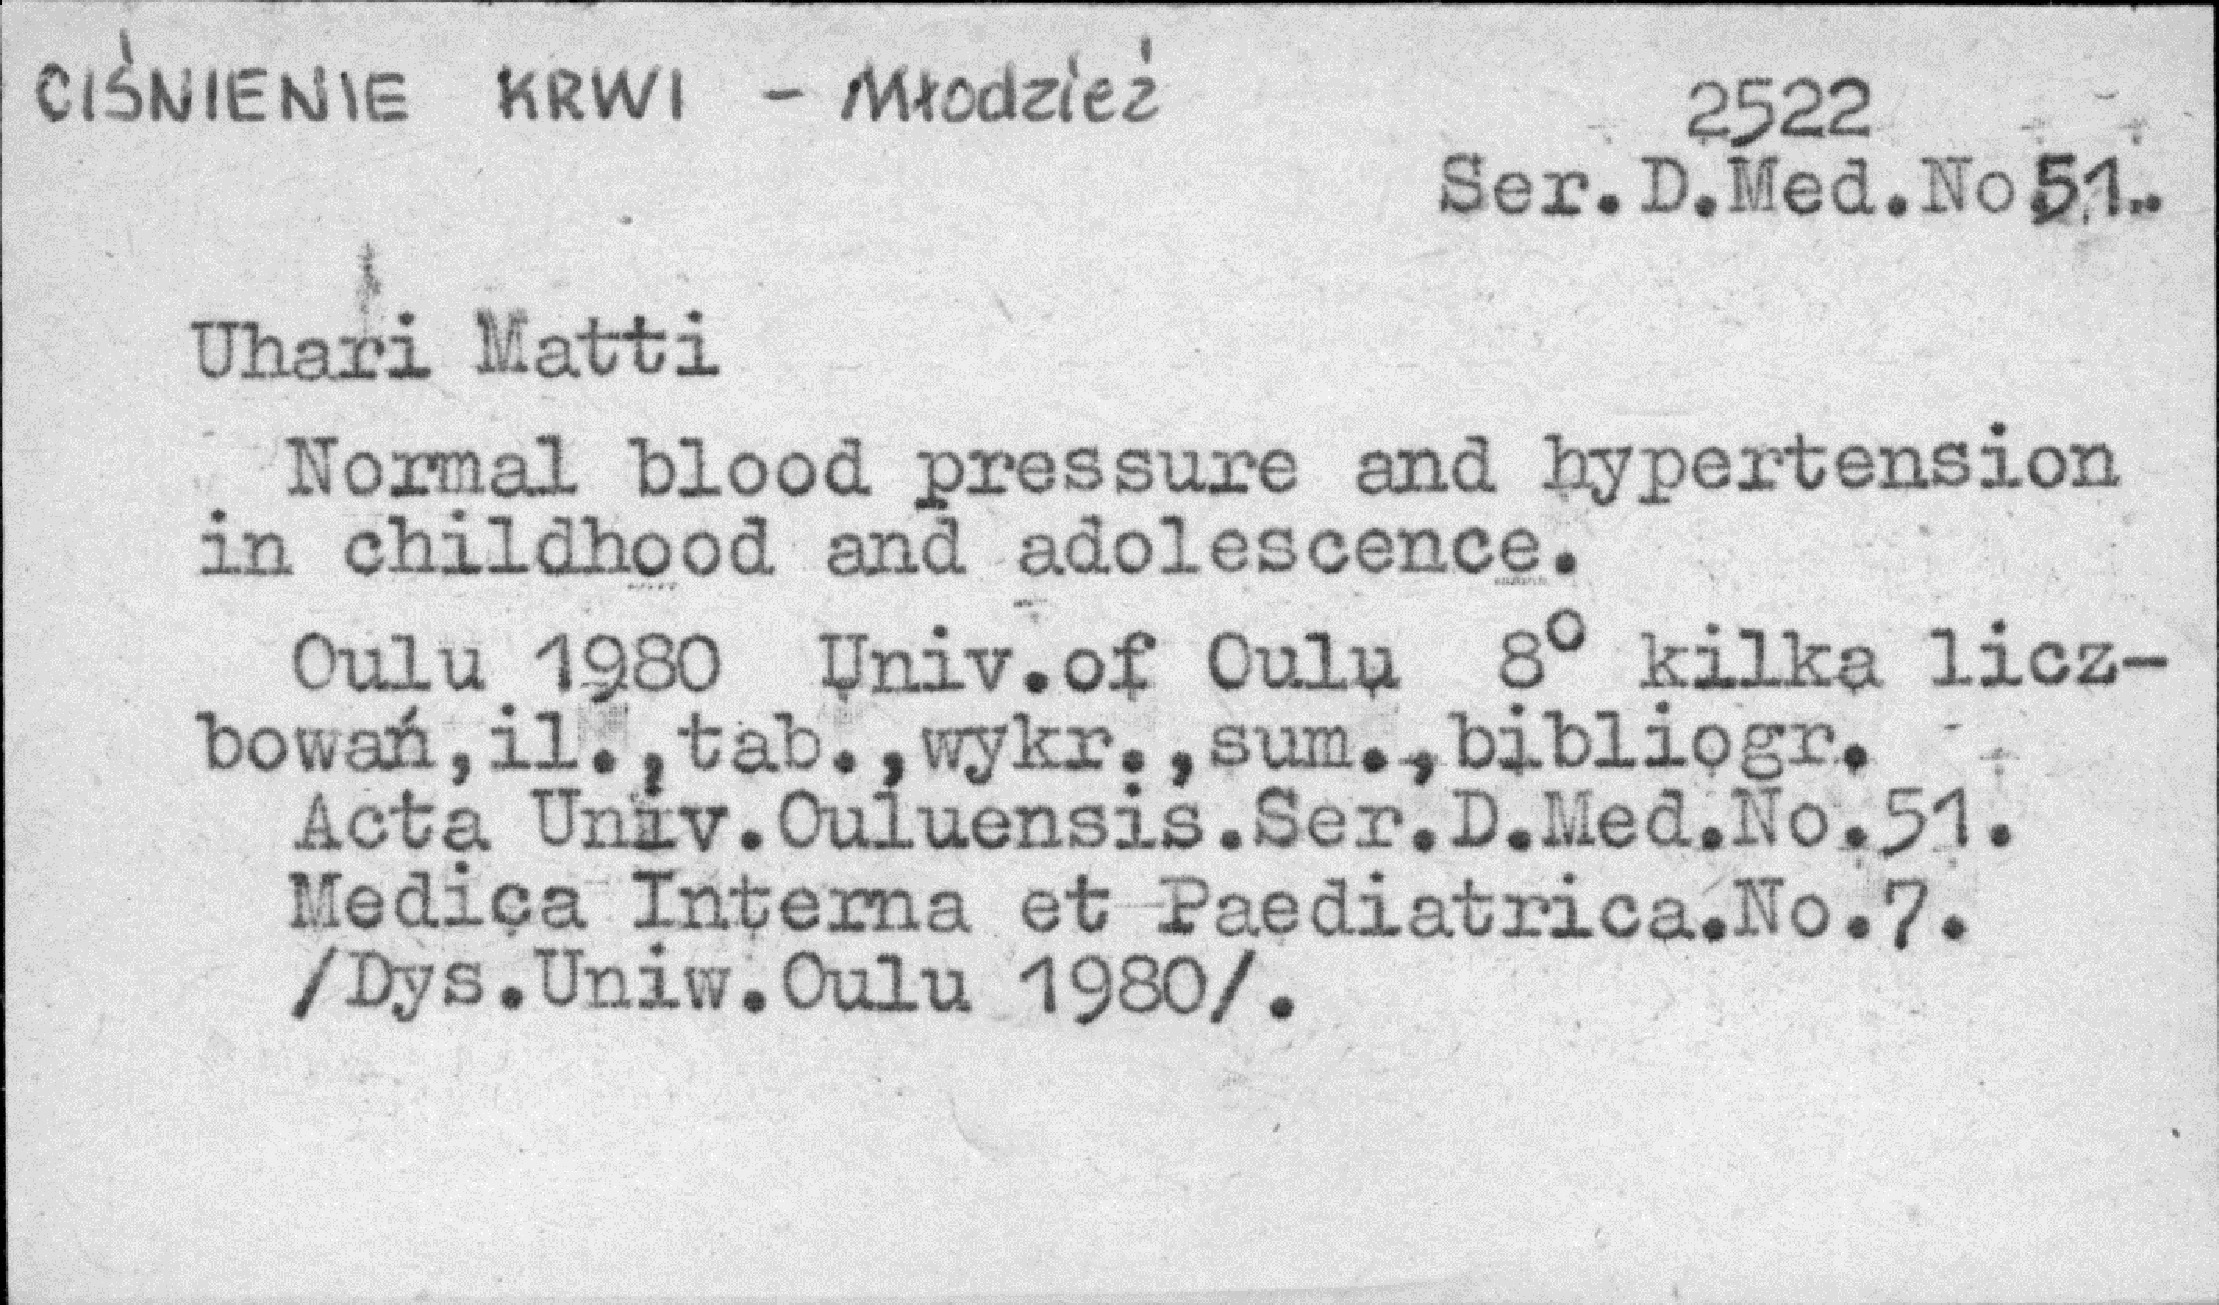 CIŚNIENIE KRWI - Młodzież
2522
Ser.D.Med.No 51.
Uhari Matti
Normal blood pressure and hypertension
in childhood and adolescence.
Oulu 1980 Univ.of Oulu 8° kilka licz-
bowań,il.,tab.,wykr.,sum.,bibliogr.
Acta Univ.Ouluensis.Ser.D.Med.No.51.
Medica Interna et Paediatrica.No.7.
/Dys.Uniw.Oulu 1980/.